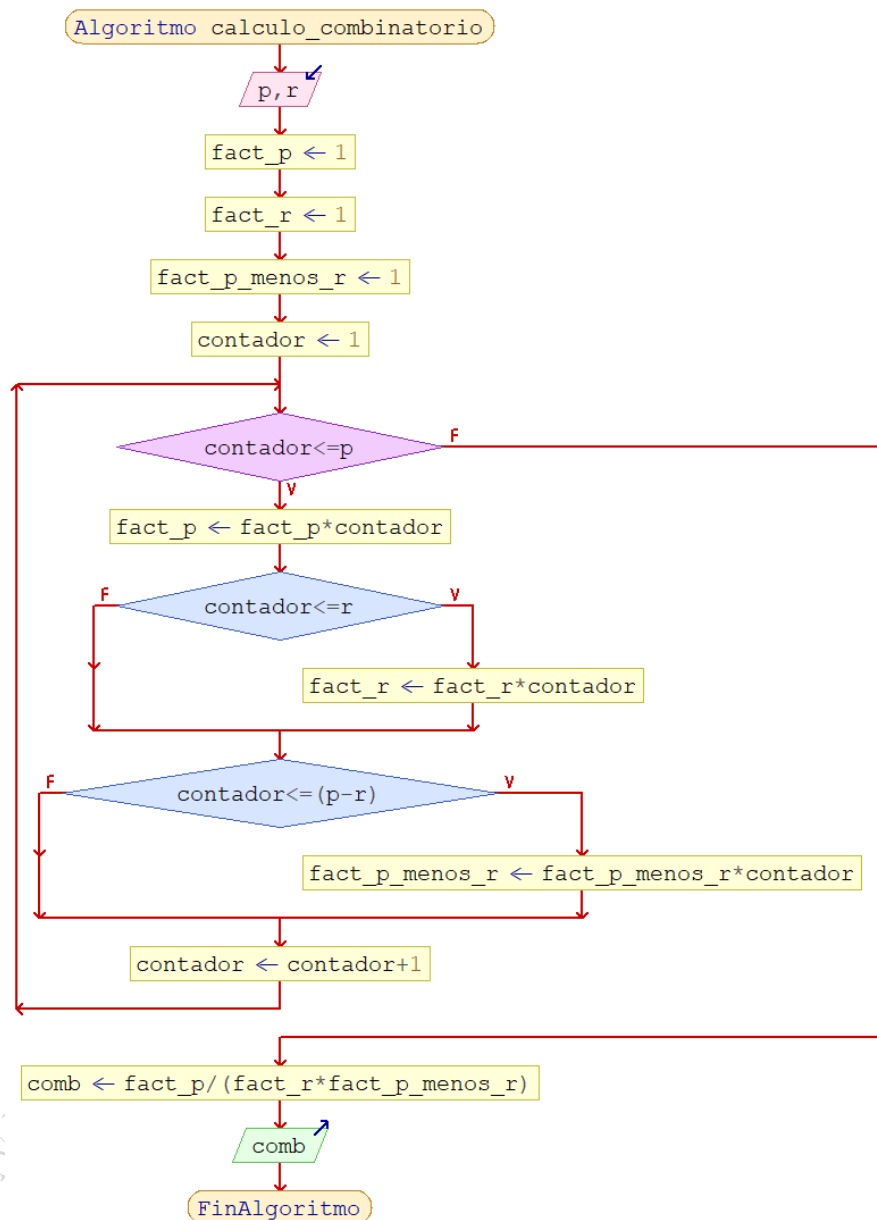 Algoritmo calculo_combinatorio
p,r
fact_p ← 1
fact_r ← 1
fact_p_menos_r ← 1
contador ← 1
contador<=p
F
V
fact_p ← fact_p*contador
F
contador<=r
V
fact_r ← fact_r*contador
F
contador<=(p-r)
V
fact_p_menos_r ← fact_p_menos_r*contador
contador ← contador+1
comb ← fact_p/(fact_r*fact_p_menos_r)
comb
FinAlgoritmo